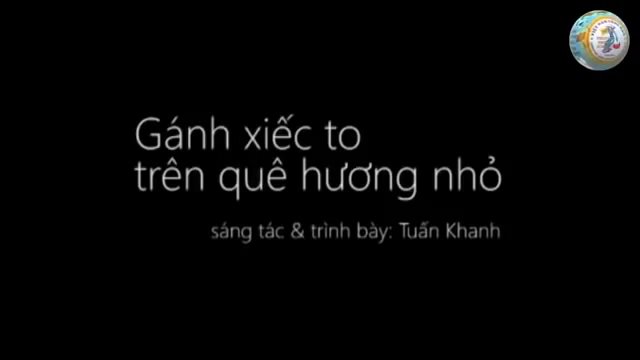 Gánh xiếc to
trên quê hương nhỏ
sáng tác & trình bày: Tuấn Khanh